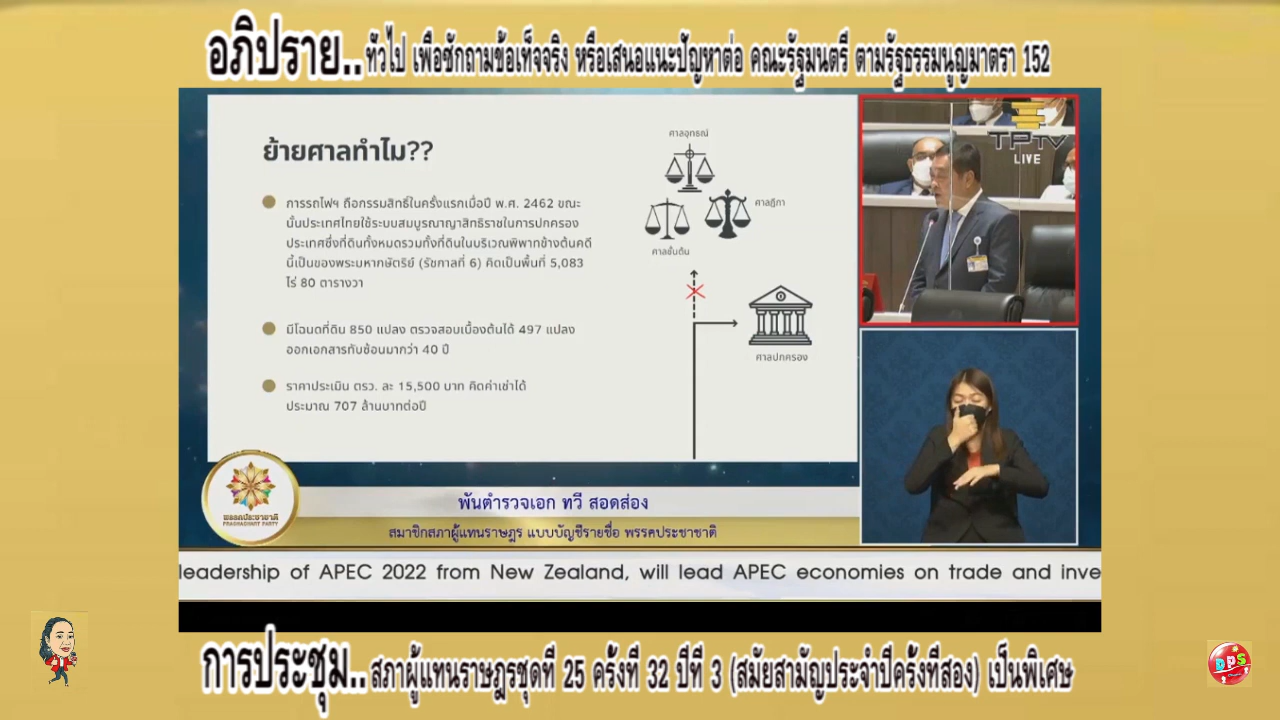 อภิปราย.. ทั่วไป เพื่อซักถามข้อเท็จจริง หรือเสนอแนะปัญหาต่อ คณะรัฐมนตรี ตามรัฐธรรมนูญมาตรา 152
ย้ายศาลทำไม??
การรถไฟฯ ถือกรรมสิทธิ์ในครั้งแรกเมื่อปี พ.ศ. 2462 ขณะ
นั้นประเทศไทยใช้ระบบสมบูรณาญาสิทธิราชในการปกครอง
ประเทศซึ่งที่ดินทั้งหมดรวมทั้งที่ดินในบริเวณพิพาทข้างต้นคดี
นี้เป็นของพระมหากษัตริย์ (รัชกาลที่ 6) คิดเป็นพื้นที่ 5,083
ไร่ 80 ตารางวา
มีโฉนดที่ดิน 850 แปลง ตรวจสอบเบื้องต้นได้ 497 แปลง
ออกเอกสารทับซ้อนมากว่า 40 ปี
ราคาประเมิน ตรว. ละ 15,500 บาท คิดค่าเช่าได้
ประมาณ 707 ล้านบาทต่อปี
ศาลอุทธรณ์
ศาลฎีกา
ศาลชั้นต้น
ศาลปกครอง
TPTV
LIVE
พรรคประชาชาติ
PRACHACHART PARTY
พันตำรวจเอก ทวี สอดส่อง
สมาชิกสภาผู้แทนราษฎร แบบบัญชีรายชื่อ พรรคประชาชาติ
leadership of APEC 2022 from New Zealand, will lead APEC economies on trade and inve
การประชุม.. สภาผู้แทนราษฎรชุดที่ 25 ครั้งที่ 32 ปีที่ 3 (สมัยสามัญประจำปีครั้งที่สอง) เป็นพิเศษ
DPS